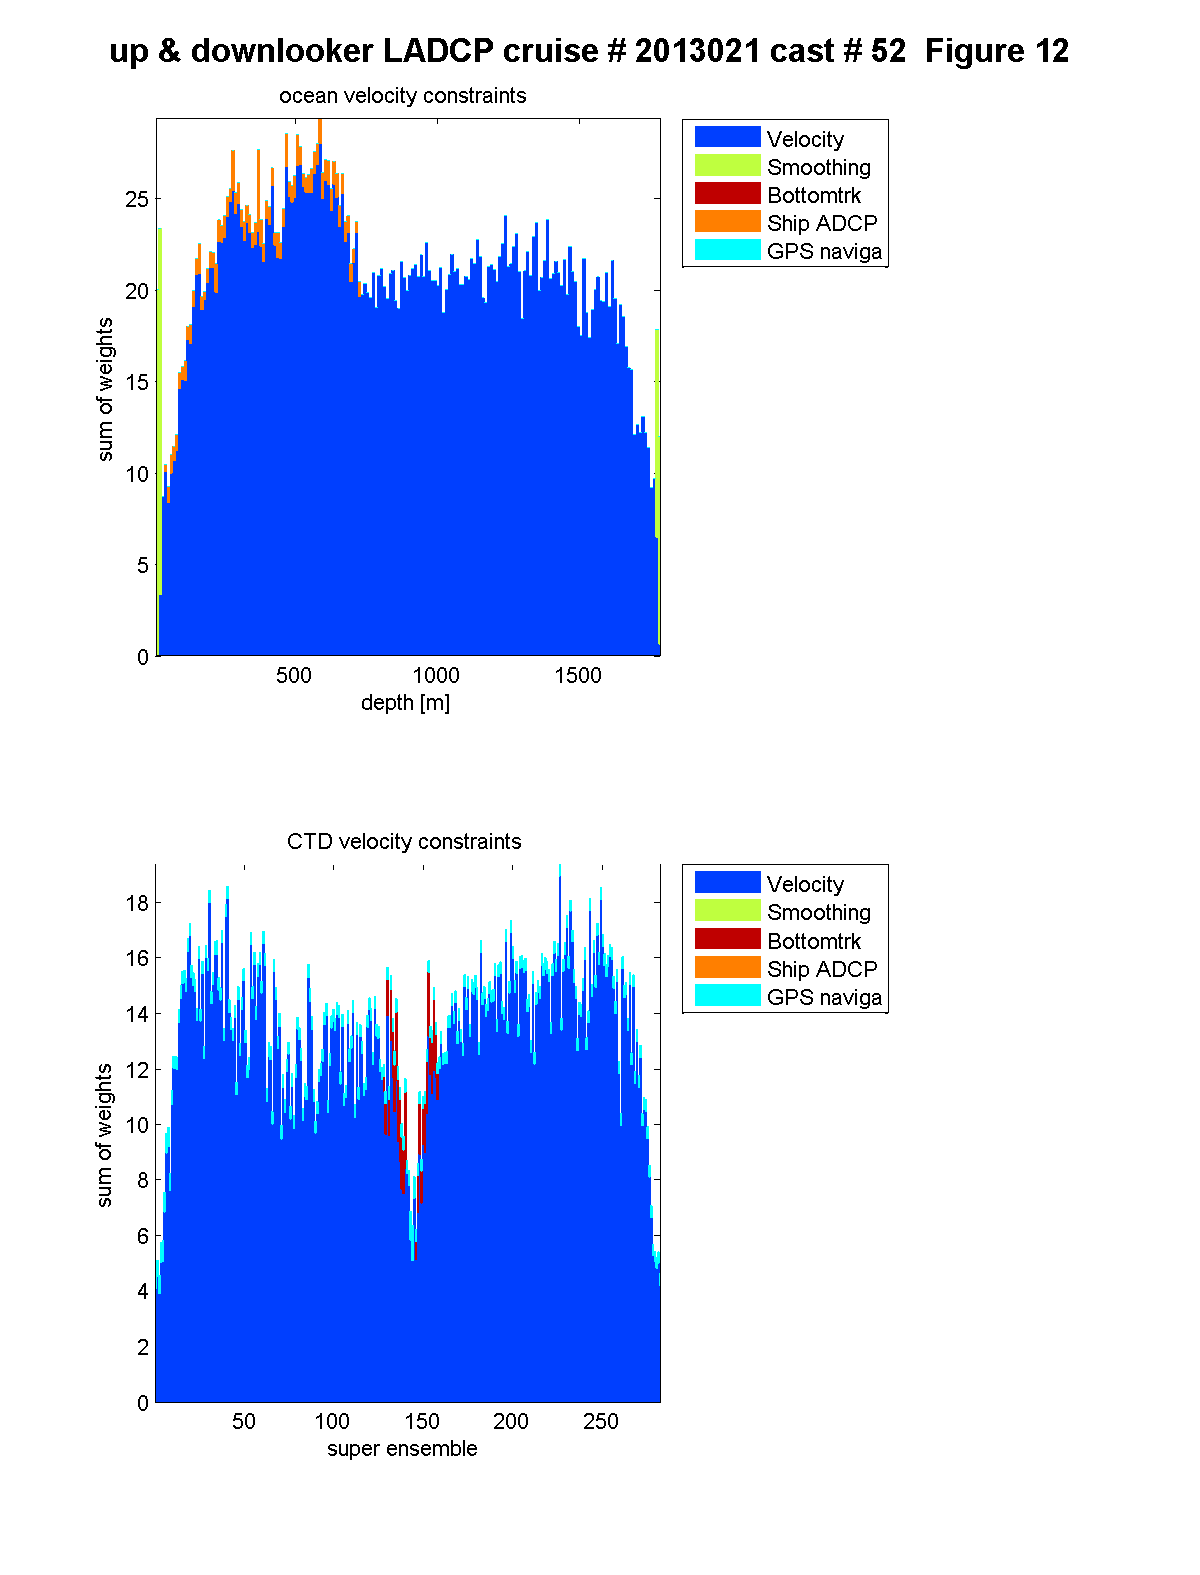 up & downlooker LADCP cruise # 2013021 cast # 52  Figure 12
ocean velocity constraints
Velocity
Smoothing
Bottomtrk
Ship ADCP
GPS naviga
25
20
15
10
5
0
sum of weights
500 1000 1500
depth [m]
CTD velocity constraints
Velocity
Smoothing
Bottomtrk
Ship ADCP
GPS naviga
18
16
14
12
10
8
6
4
2
0
sum of weights
50 100 150 200 250
super ensemble